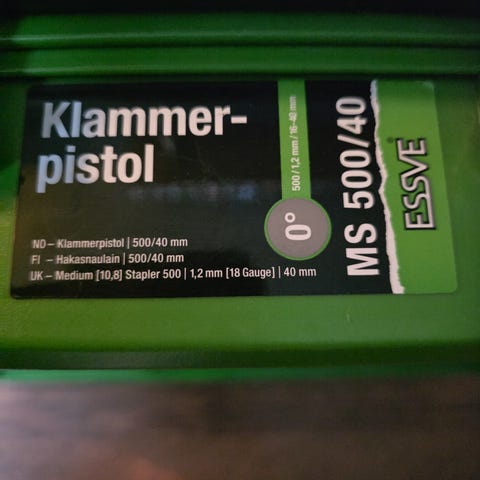 Klammer-
pistol
ND – Klammerpistol | 500/40 mm
FI – Hakasnaulain | 500/40 mm
UK – Medium [10,8] Stapler 500 | 1,2 mm [18 Gauge] | 40 mm
500/1,2 mm/16-40 mm
0°
MS 500/40
ESSVE®